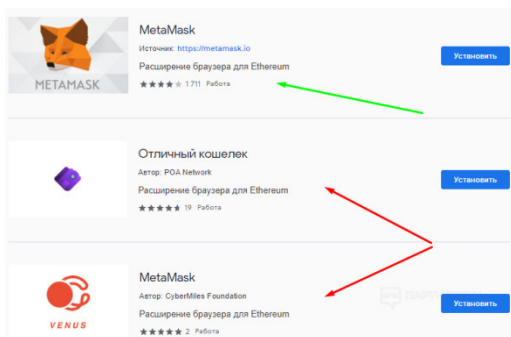 MetaMask
Источник: https://metamask.io
Установить
Расширение браузера для Ethereum
1 711 Работа
METAMASK
Отличный кошелек
Автор: POA Network
Установить
Расширение браузера для Ethereum
19 Работа
MetaMask
Автор: CyberMiles Foundation
Установить
Расширение браузера для Ethereum
VENUS
2 Работа